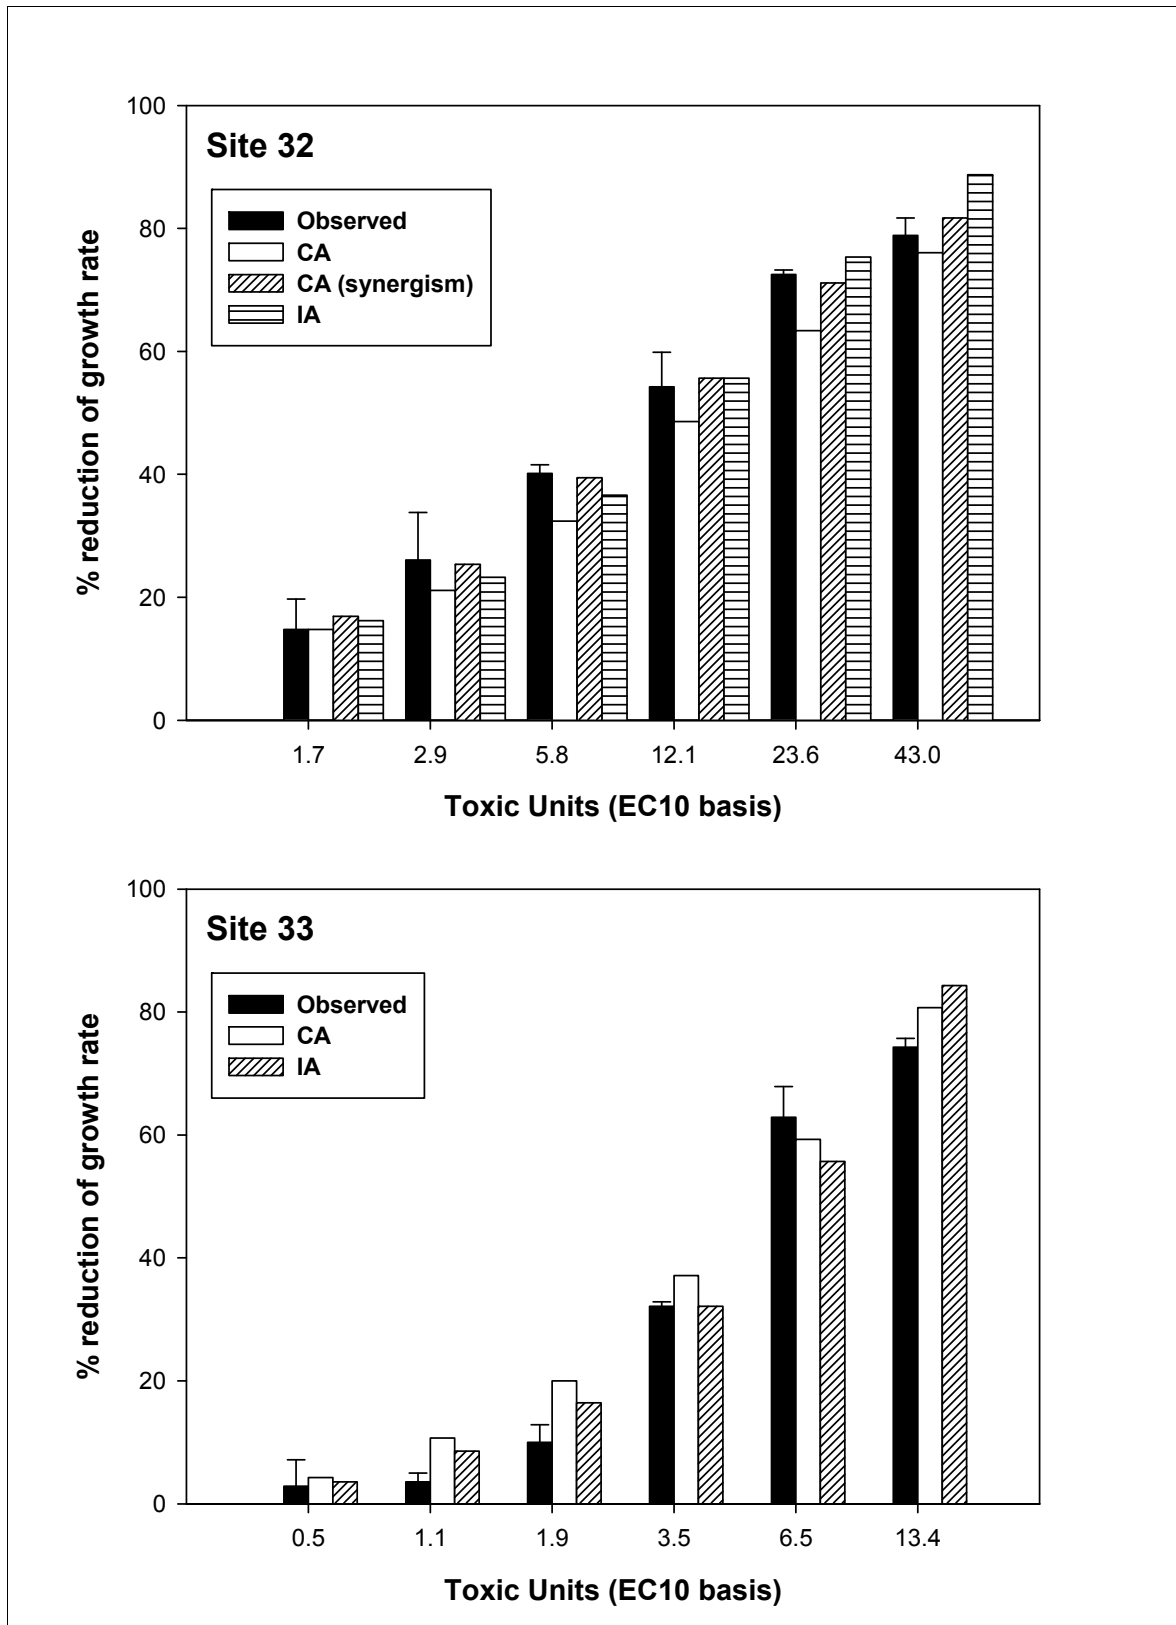 Site 32
Observed
CA
CA (synergism)
IA
100
80
60
40
20
0
% reduction of growth rate
1.7 2.9 5.8 12.1 23.6 43.0
Toxic Units (EC10 basis)
Site 33
Observed
CA
IA
100
80
60
40
20
0
% reduction of growth rate
0.5 1.1 1.9 3.5 6.5 13.4
Toxic Units (EC10 basis)